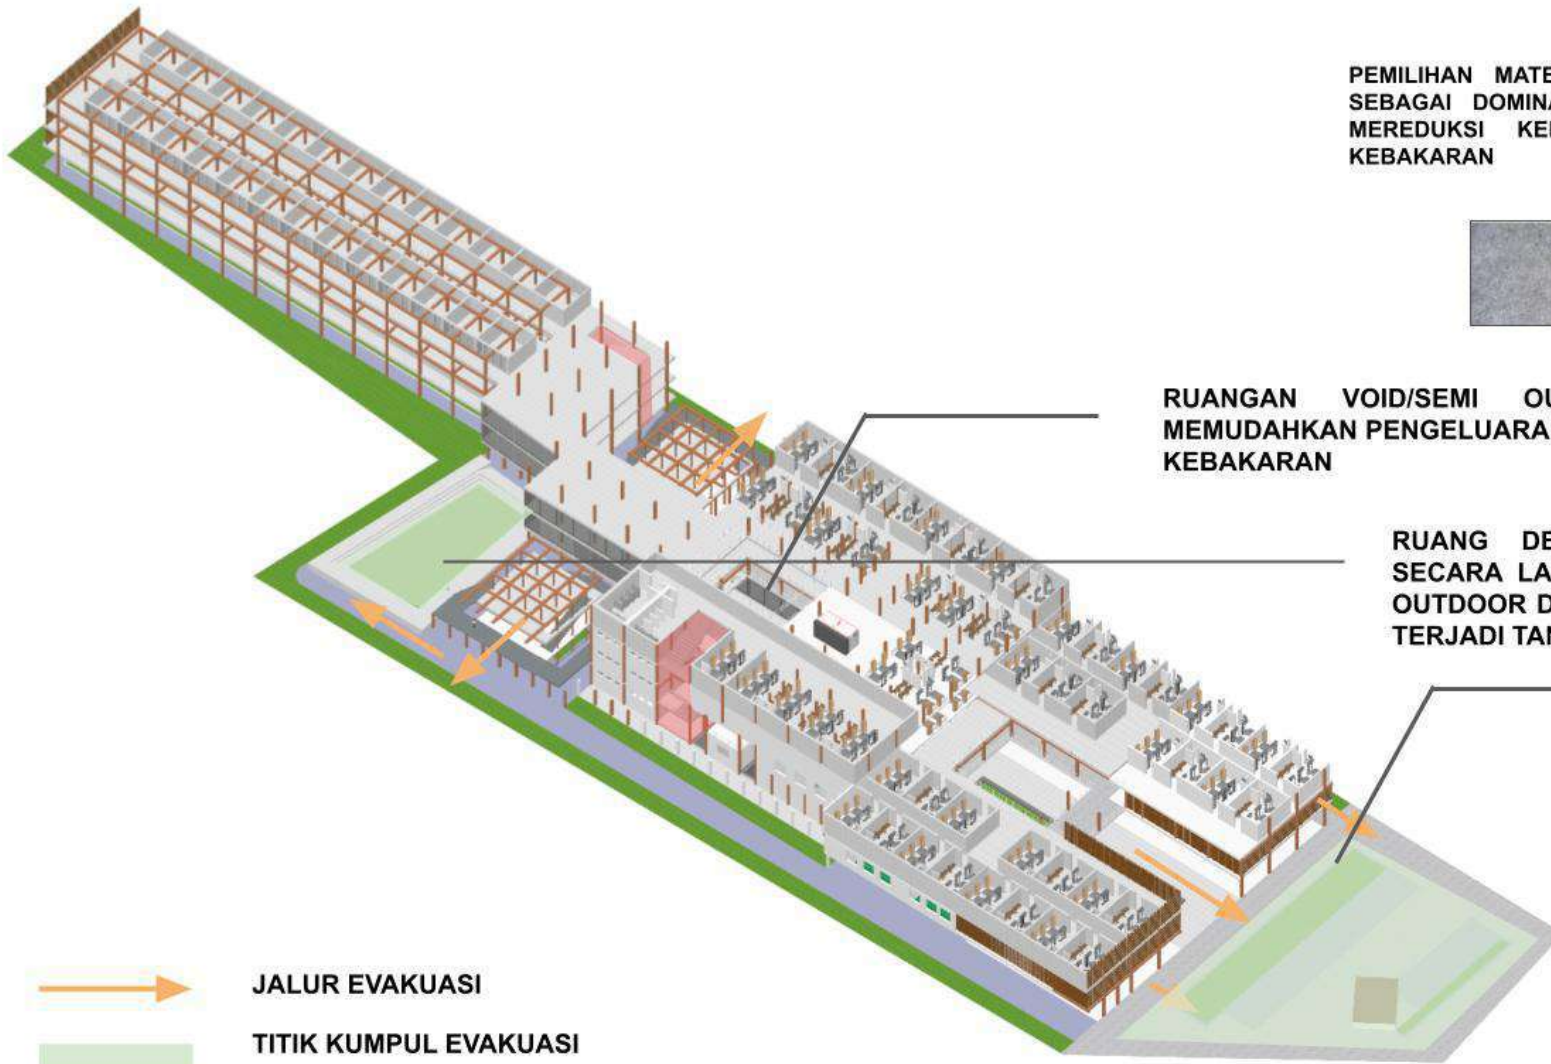 PEMILIHAN MATE
SEBAGAI DOMINA
MEREDUKSI KE
KEBAKARAN
RUANGAN VOID/SEMI OU
MEMUDAHKAN PENGELUARA
KEBAKARAN
RUANG DE
SECARA LA
OUTDOOR D
TERJADI TAN
JALUR EVAKUASI
TITIK KUMPUL EVAKUASI